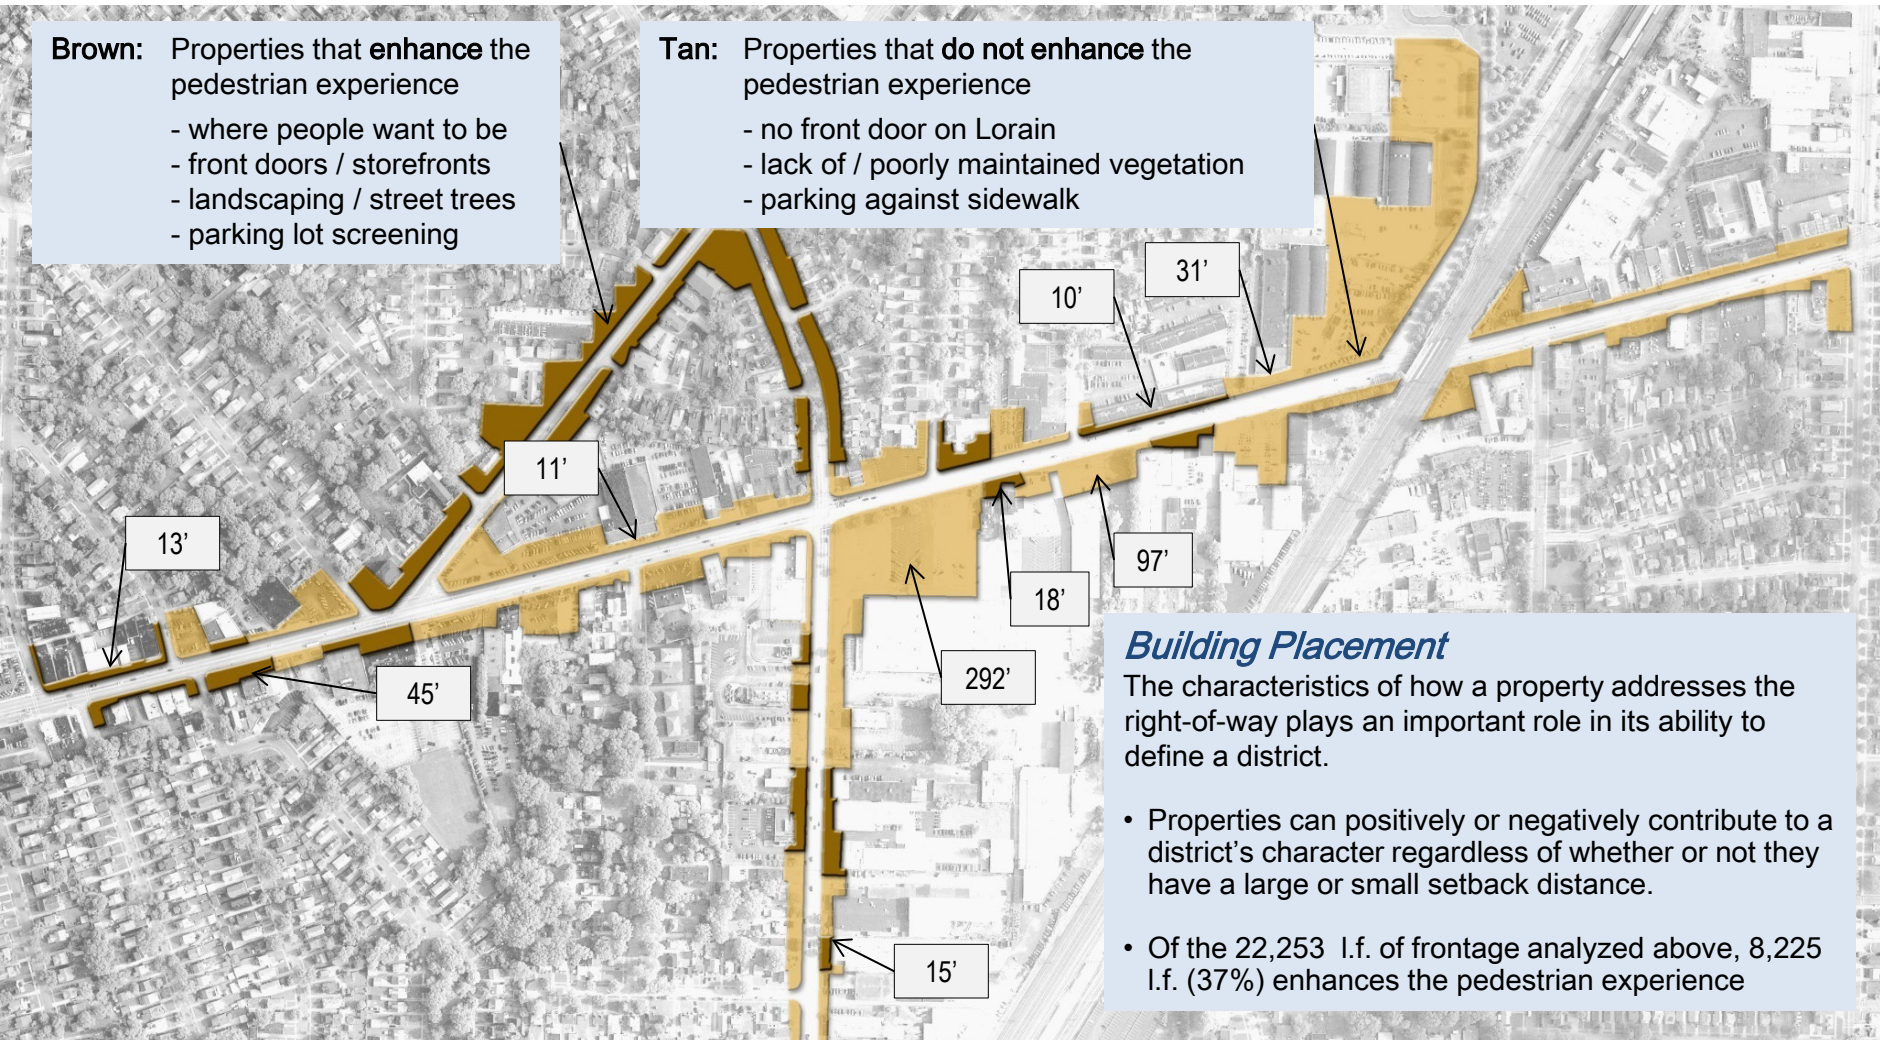 Brown: Properties that enhance the
pedestrian experience
- where people want to be
- front doors / storefronts
- landscaping / street trees
- parking lot screening
Tan: Properties that do not enhance the
pedestrian experience
- no front door on Lorain
- lack of / poorly maintained vegetation
- parking against sidewalk
31’
10’
11’
13’
97’
18’
292’
45’
15’
Building Placement
The characteristics of how a property addresses the
right-of-way plays an important role in its ability to
define a district.
• Properties can positively or negatively contribute to a
district’s character regardless of whether or not they
have a large or small setback distance.
• Of the 22,253 l.f. of frontage analyzed above, 8,225
l.f. (37%) enhances the pedestrian experience